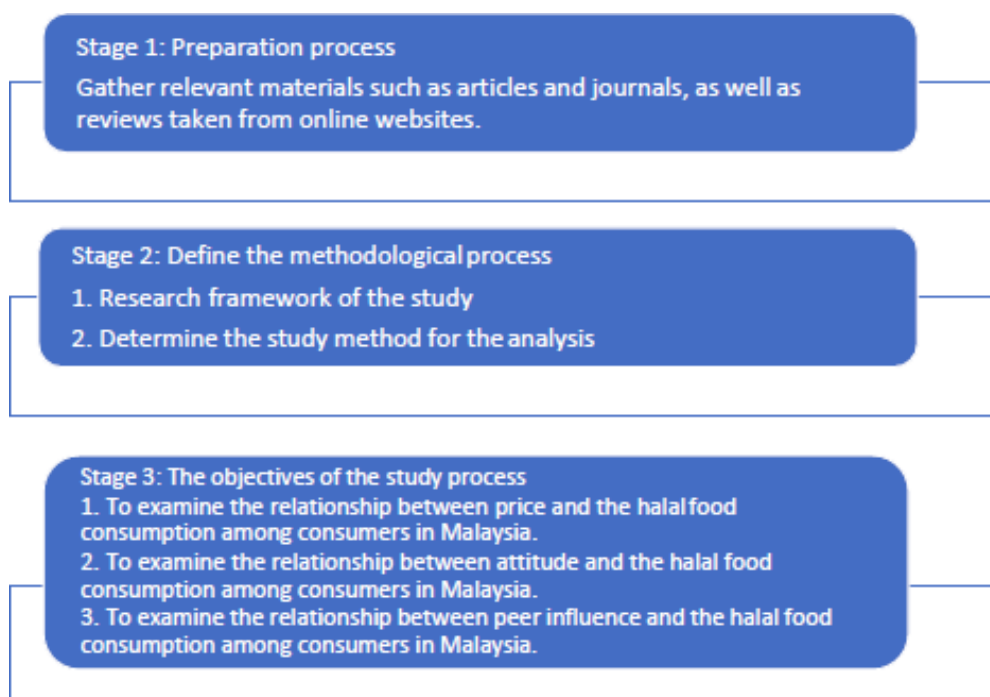 Stage 1: Preparation process
Gather relevant materials such as articles and journals, as well as
reviews taken from online websites.
Stage 2: Define the methodological process
1. Research framework of the study
2. Determine the study method for the analysis
Stage 3: The objectives of the study process
1. To examine the relationship between price and the halal food
consumption among consumers in Malaysia.
2. To examine the relationship between attitude and the halal food
consumption among consumers in Malaysia.
3. To examine the relationship between peer influence and the halal food
consumption among consumers in Malaysia.